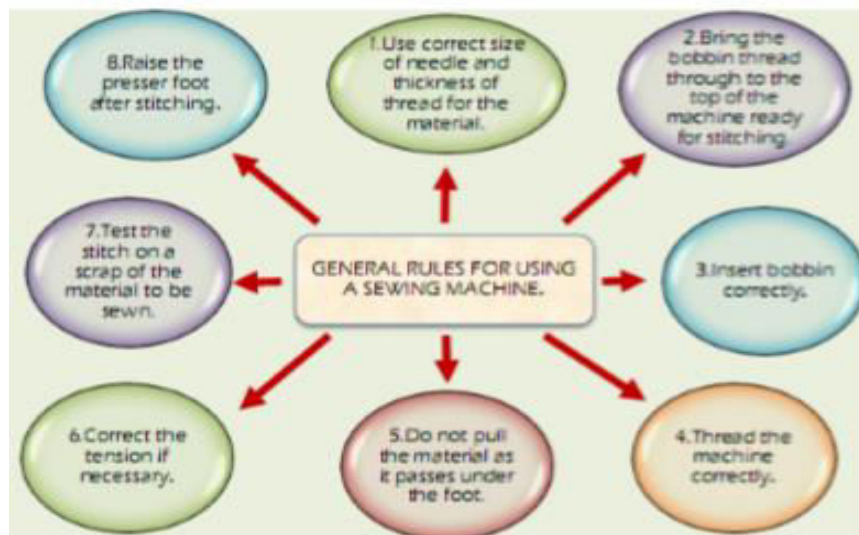 GENERAL RULES FOR USING
A SEWING MACHINE.
1.Use correct size
of needle and
thickness of
thread for the
material.
2.Bring the
bobbin thread
through to the
top of the
machine ready
for stitching.
3.Insert bobbin
correctly.
4.Thread the
machine
correctly.
5.Do not pull
the material as
it passes under
the foot.
6.Correct the
tension if
necessary.
7.Test the
stitch on a
scrap of the
material to be
sewn.
8.Raise the
presser foot
after stitching.